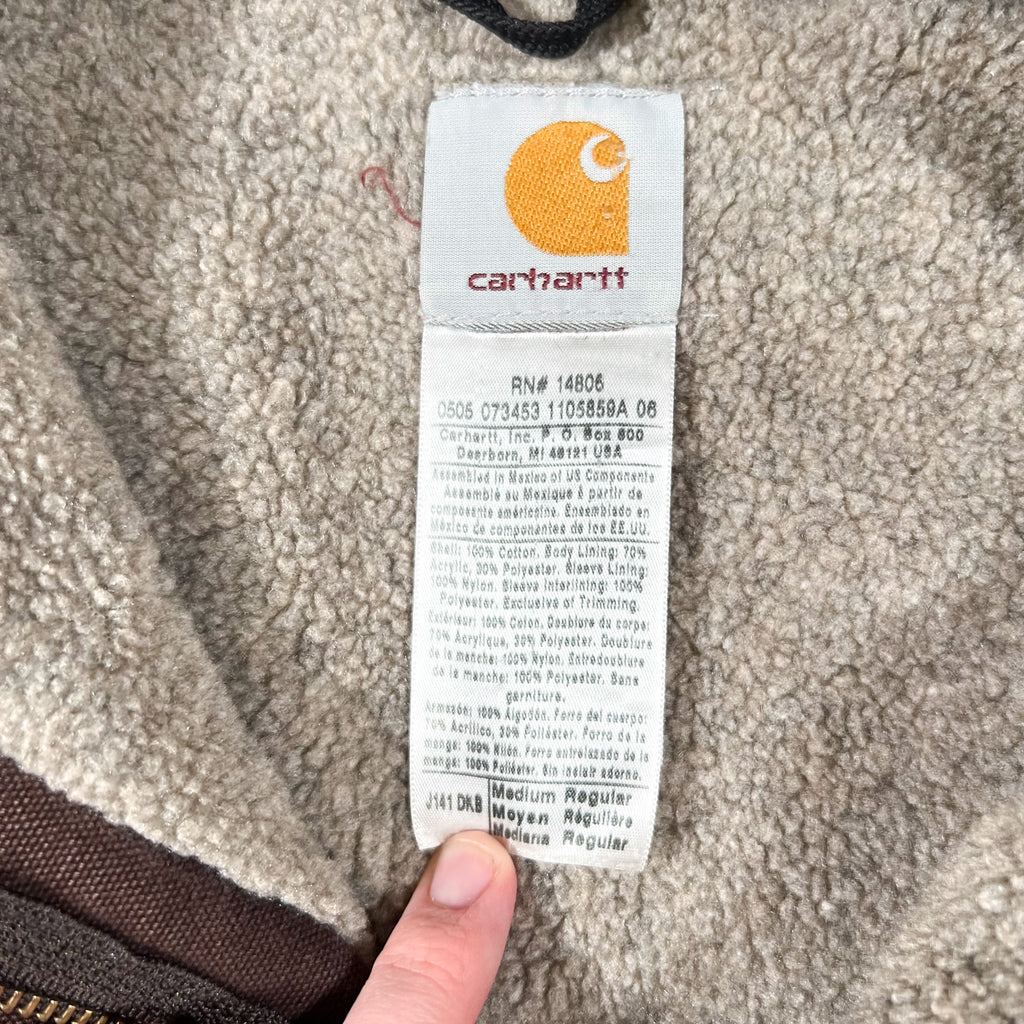 carhartt
RN# 14806
0505 073453 1105859A 06
Carhartt, Inc. P. O. Box 600
Dearborn, MI 48121 USA
Assembled in Mexico of US Components
Assemblé au Mexique à partir de
composante américaine. Ensamblado en
México de componentes de los EE.UU.
Shell: 100% Cotton. Body Lining: 70%
Acrylic, 30% Polyester. Sleeve Lining:
100% Nylon. Sleeve Interlining: 100%
Polyester. Exclusive of Trimming.
Extérieur: 100% Coton. Doublure du corps:
70% Acrylique, 30% Polyester. Doublure
de la manche: 100% Nylon. Entredoublure
de la manche: 100% Polyester. Sans
garniture.
Armazón: 100% Algodón. Forro del cuerpo:
70% Acrílico, 30% Poliéster. Forro de la
manga: 100% Nilón. Forro entrelazado de la
manga: 100% Poliéster. Sin incluir adorno.
J141 DKB
Medium Regular
Moyen Régulière
Mediana Regular